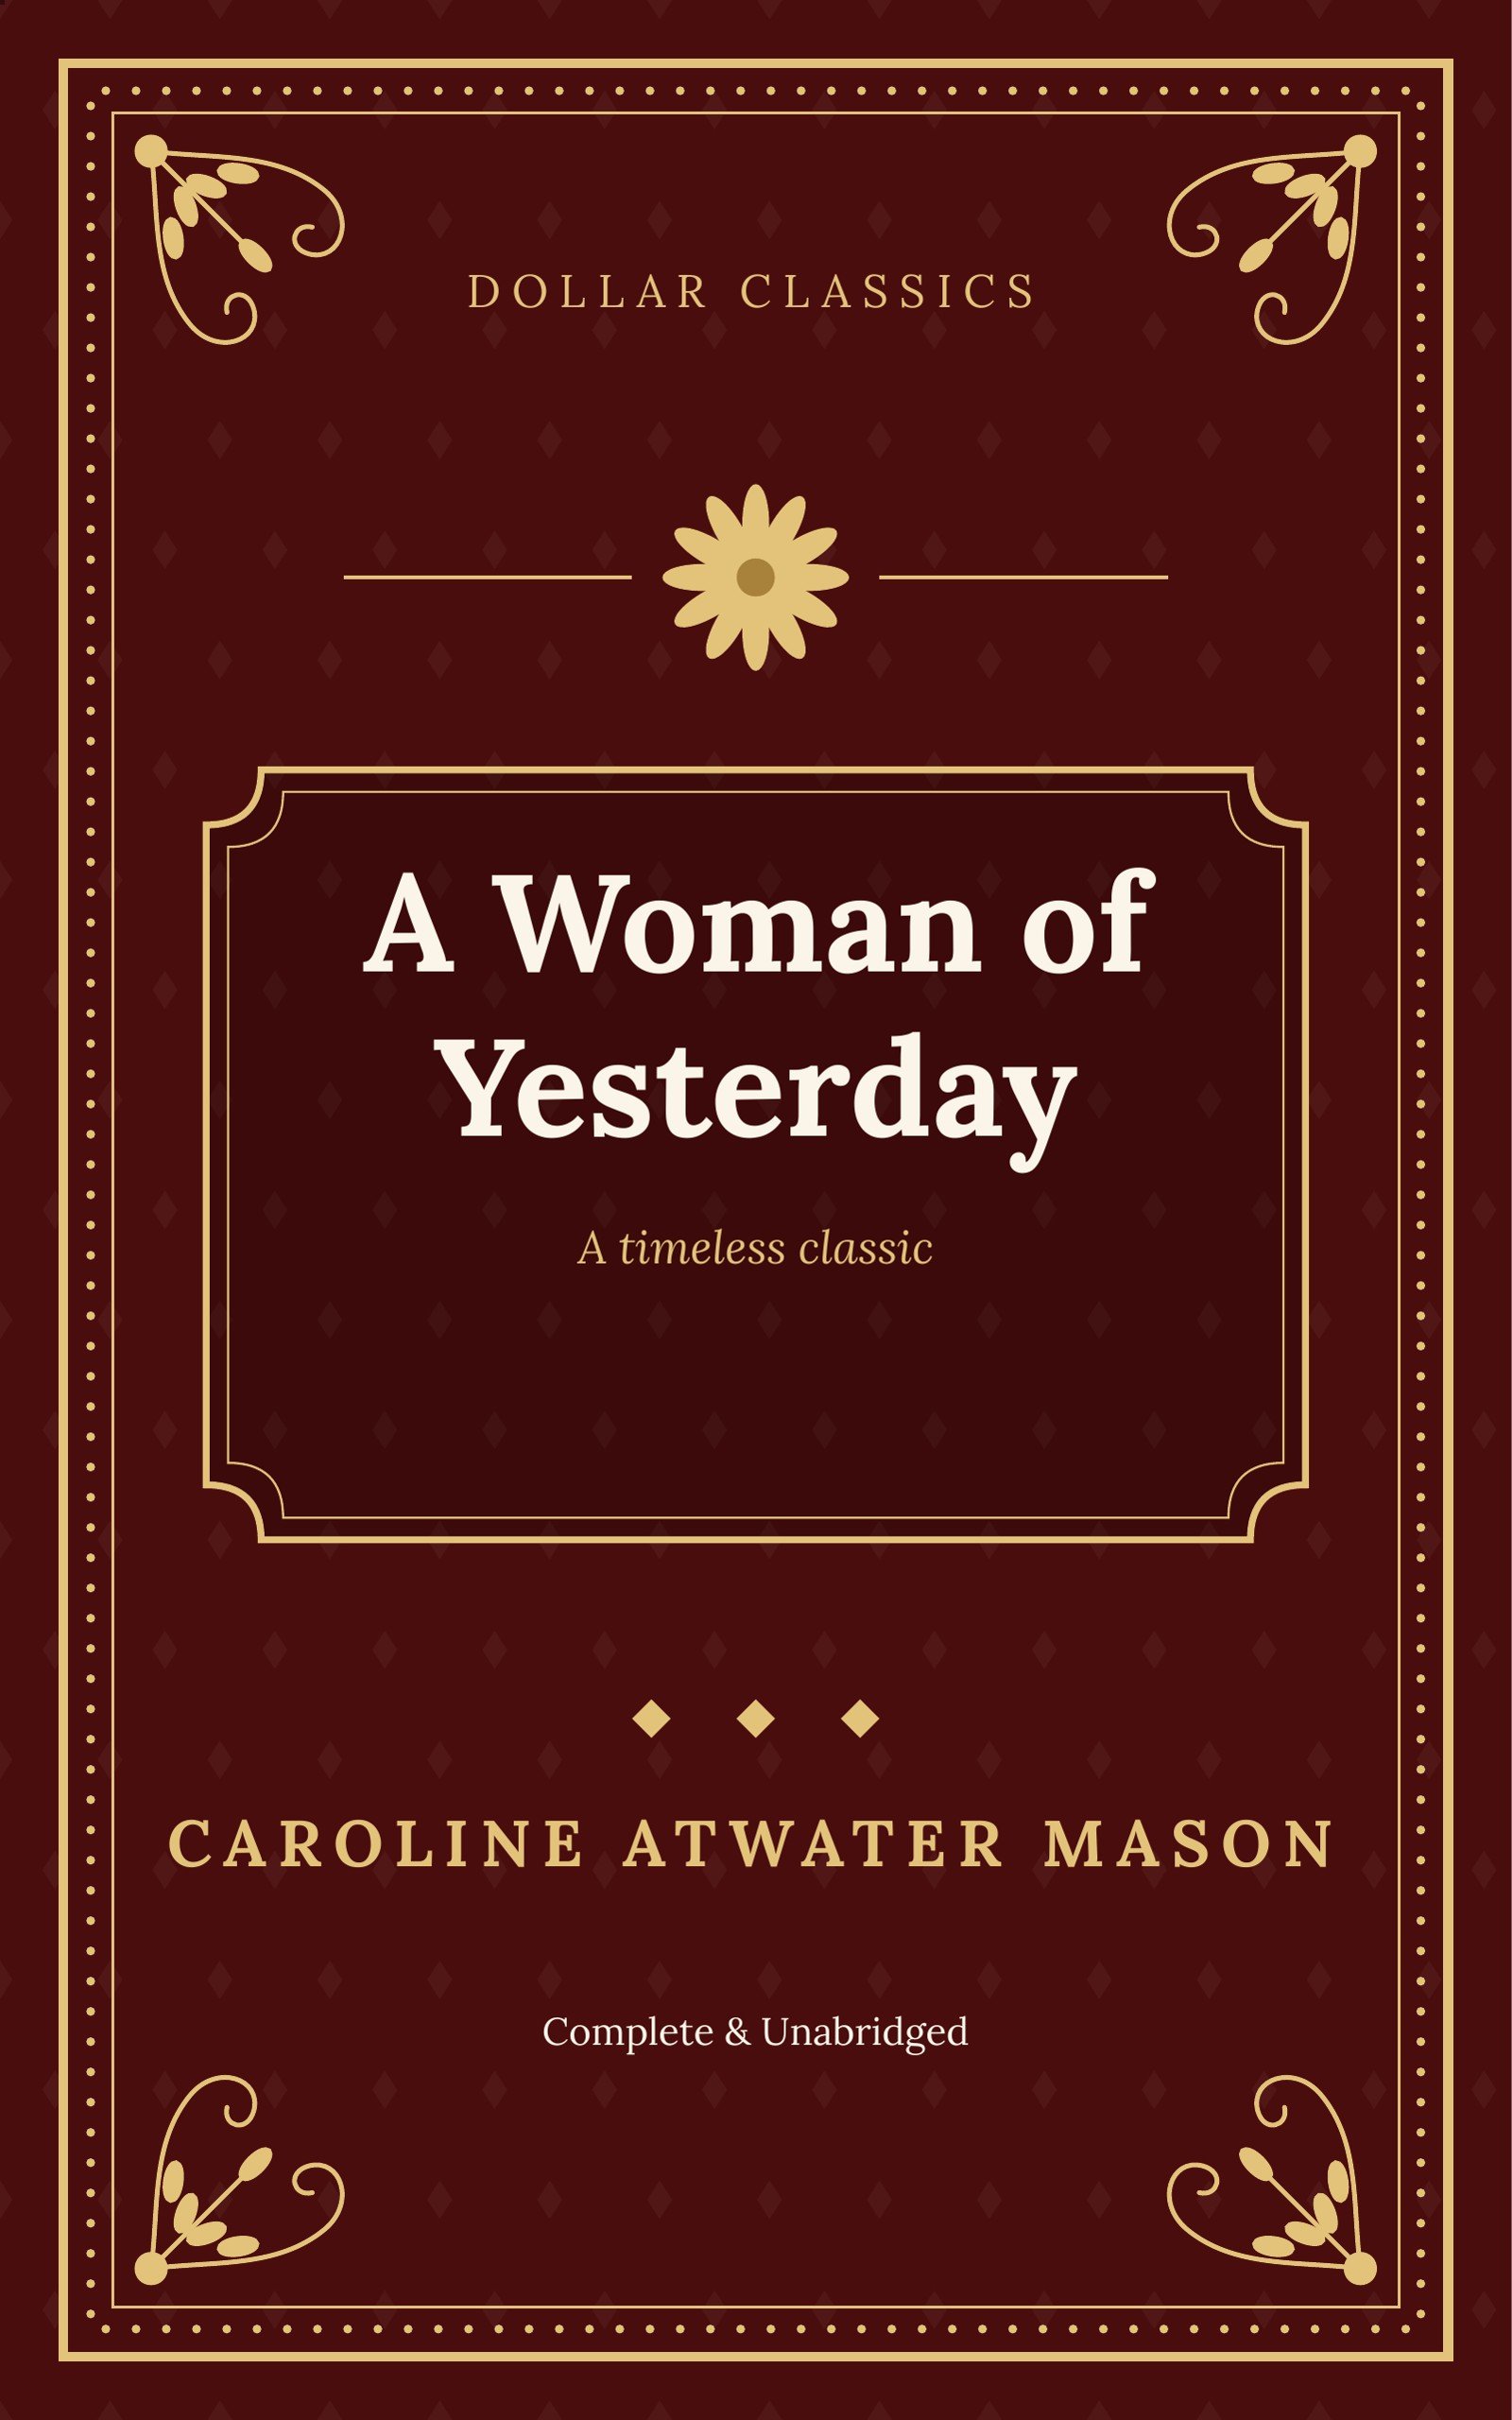 DOLLAR CLASSICS
A Woman of
Yesterday
A timeless classic
CAROLINE ATWATER MASON
Complete & Unabridged